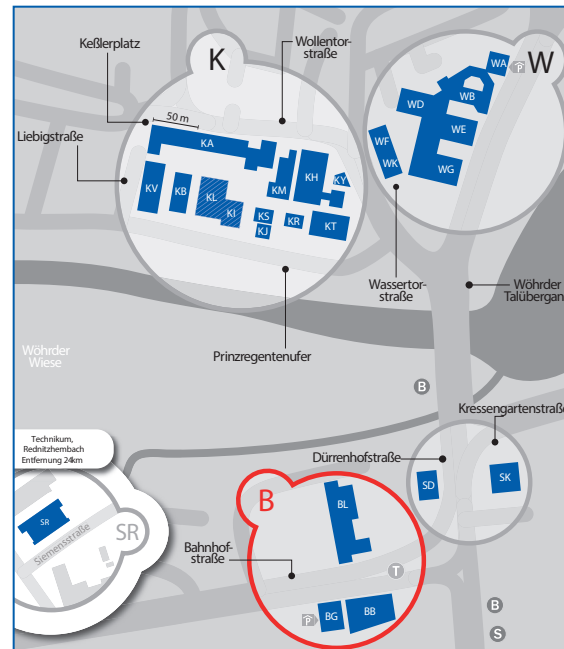 Keßlerplatz
K
Wollentor-
straße
WA
P
W
WB
WD
50 m
Liebigstraße
KA
WE
WF
WK
WG
KV
KB
KL
KI
KM
KH
KY
KS
KJ
KR
KT
Wassertor-
straße
Wöhrder
Talübergan
Prinzregentenufer
Wöhrder
Wiese
B
Kressengartenstraße
Technikum,
Rednitzhembach
Entfernung 24km
Dürrenhofstraße
B
SD
SK
SR
BL
Siemensstraße
SR
Bahnhof-
straße
T
P
BG
BB
B
S